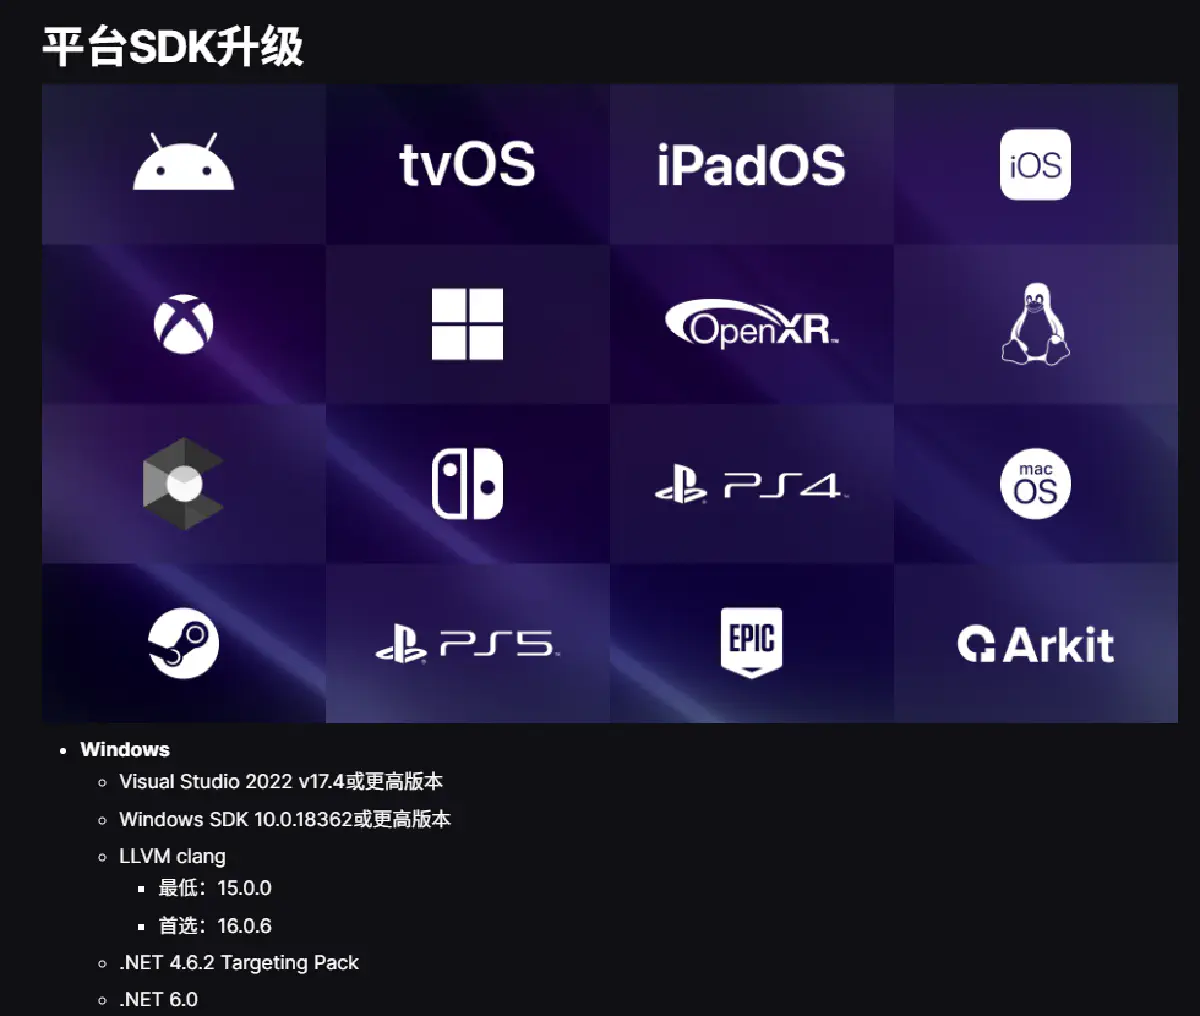 平台SDK升级
tvOS
iPadOS
iOS
OpenXR™
PS4™
mac
OS
PS5™
EPIC
Arkit
Windows
Visual Studio 2022 v17.4或更高版本
Windows SDK 10.0.18362或更高版本
LLVM clang
最低：15.0.0
首选：16.0.6
.NET 4.6.2 Targeting Pack
.NET 6.0